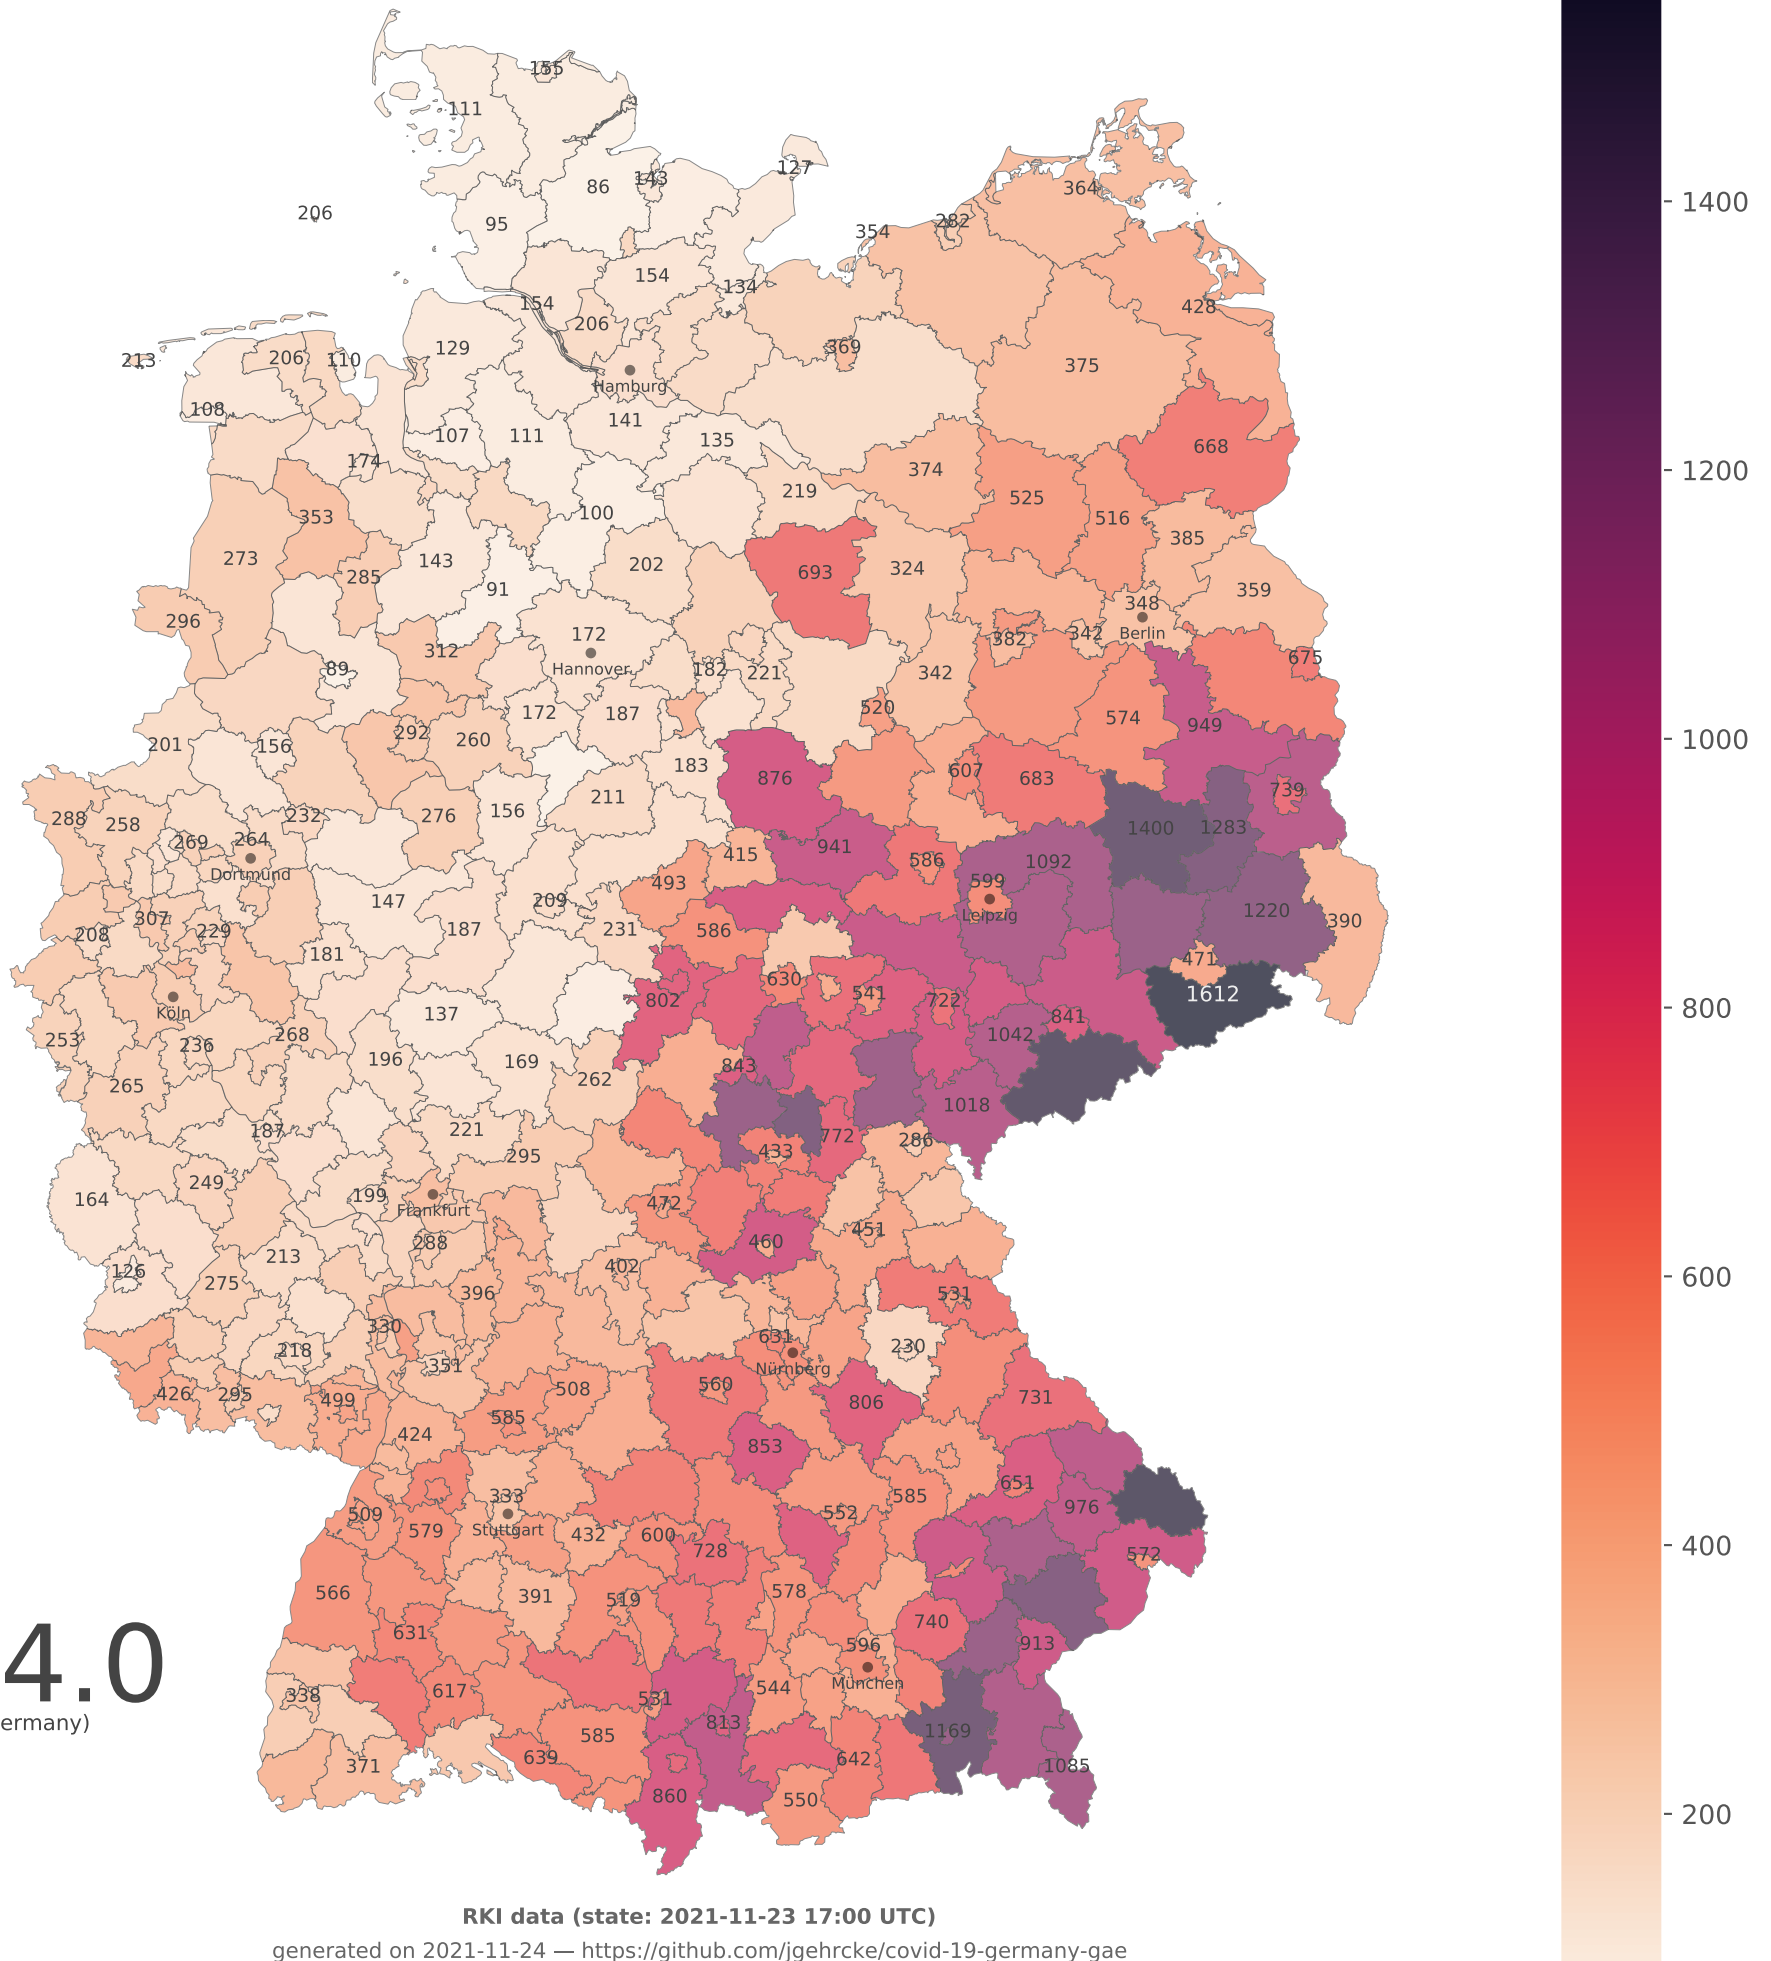 155
111
127
86 143
364
206
95
282
354
154
134
154
428
206
129
369
213 206 110
375
Hamburg
108
141
107 111 135
668
174
374
219
525
353 100
516
385
273 143
202
285
693 324
91
359
348
296
172 Berlin
382 342
312
Hannover
675
89 182 221 342
172 187 520
574
949
201 156 292 260
183
607 683
876
211
739
276 156
288 258 232
1400 1283
269 264
941
415 586 1092
Dortmund
493 599
147 209
1220
307 Leipzig
208 229 187 231 586 390
181
471
630
802 541 722 1612
Köln 137
841
253 236 268 1042
196 169 843
262
265
1018
187 221
772 286
433
295
249
164 199 472
Frankfurt
451
288 460
213
126 402
275 396 531
330 631
218 230
351 Nürnberg
426 295 508 560
499 731
806
585
424
853
651
333 585 976
509 552
Stuttgart
579 432 600
728
572
566 391 578
519
631 740
596 913
4.0 München
338 617 531 544
ermany) 813
585 1169
371 639 642 1085
860 550
1400
1200
1000
800
600
400
200
RKI data (state: 2021-11-23 17:00 UTC)
generated on 2021-11-24 — https://github.com/jgehrcke/covid-19-germany-gae